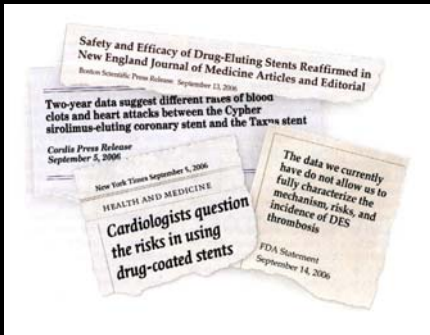 Safety and Efficacy of Drug-Eluting Stents Reaffirmed in
New England Journal of Medicine Articles and Editorial
Boston Scientific Press Release September 13, 2006
Two-year data suggest different rates of blood
clots and heart attacks between the Cypher
sirolimus-eluting coronary stent and the Taxus stent
Cordis Press Release
September 5, 2006
New York Times September 5, 2006
HEALTH AND MEDICINE
Cardiologists question
the risks in using
drug-coated stents
The data we currently
have do not allow us to
fully characterize the
mechanism, risks, and
incidence of DES
thrombosis
FDA Statement
September 14, 2006